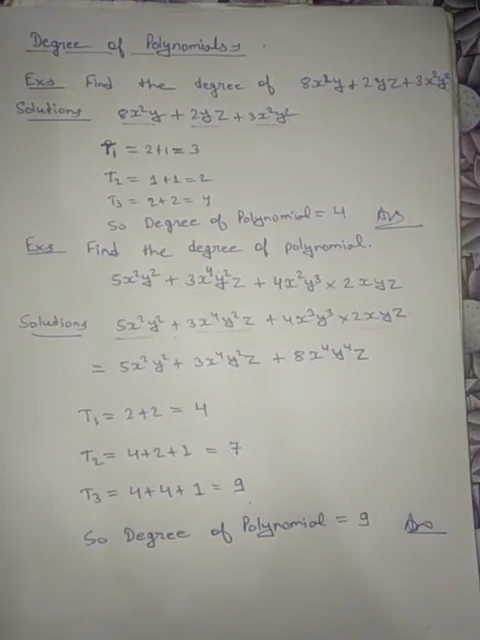 Degree of Polynomials:
Ex: Find the degree of 8x²y + 2yz + 3x²y²
Solution: 8x²y + 2yz + 3x²y²
T₁ = 2+1 = 3
T₂ = 1+1 = 2
T₃ = 2+2 = 4
So Degree of Polynomial = 4 Ans
Ex: Find the degree of polynomial.
5x²y² + 3x⁴y²z + 4x²y³ × 2xyz
Solution: 5x²y² + 3x⁴y²z + 4x³y³ × 2xyz
= 5x²y² + 3x⁴y²z + 8x⁴y⁴z
T₁ = 2+2 = 4
T₂ = 4+2+1 = 7
T₃ = 4+4+1 = 9
So Degree of Polynomial = 9 Ans